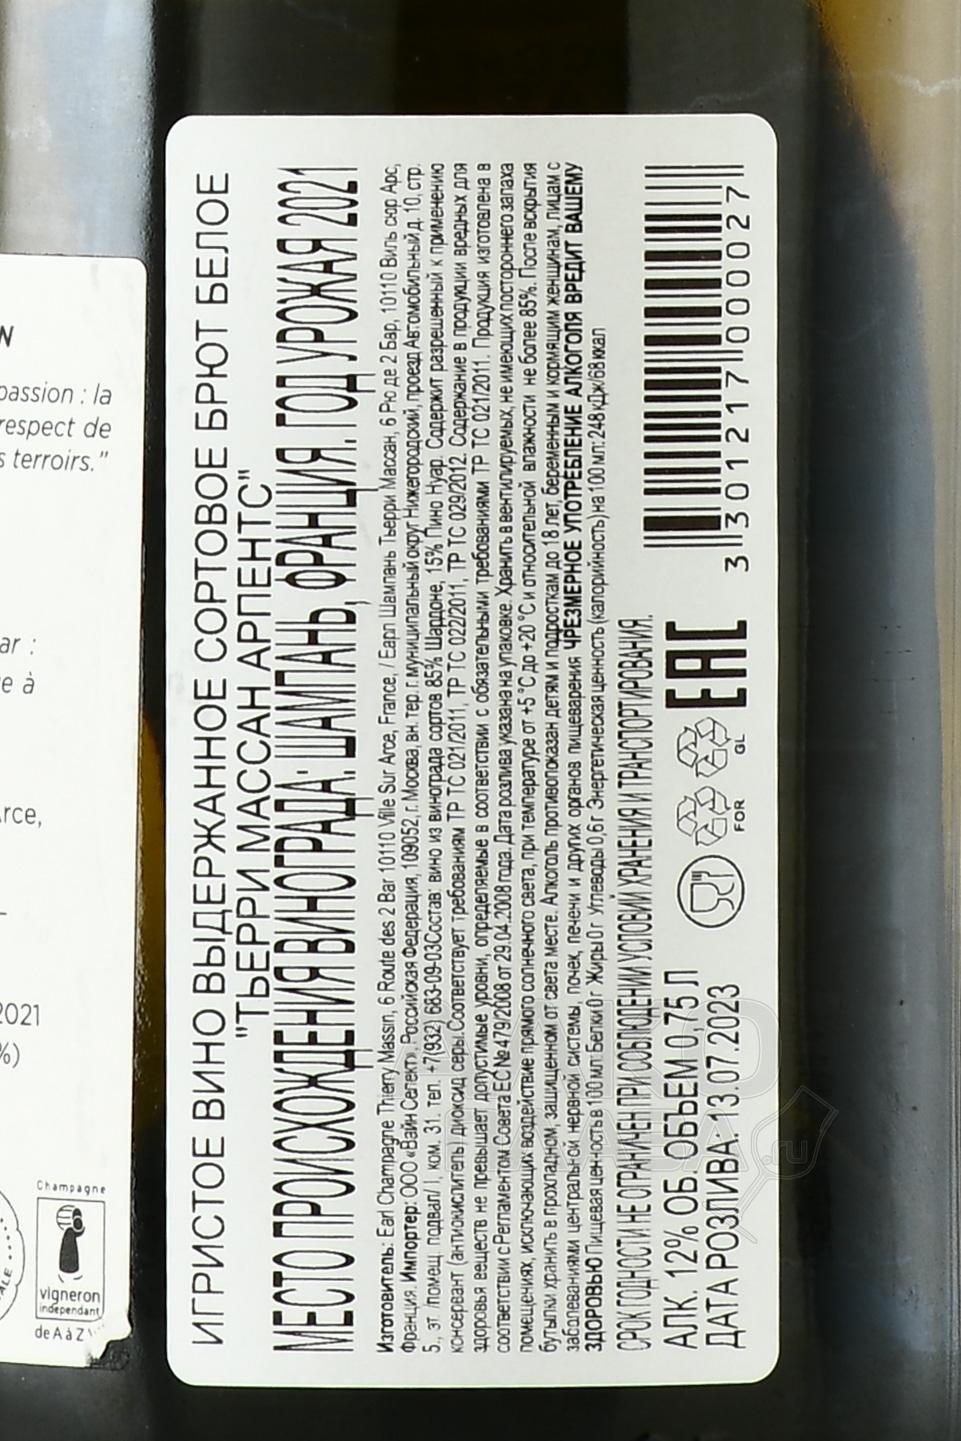 ИГРИСТОЕ ВИНО ВЫДЕРЖАННОЕ СОРТОВОЕ БРЮТ БЕЛОЕ
"ТЬЕРРИ МАССАН АРПЕНТС"
МЕСТО ПРОИСХОЖДЕНИЯ ВИНОГРАДА: ШАМПАНЬ, ФРАНЦИЯ. ГОД УРОЖАЯ 2021
Изготовитель: Earl Champagne Thierry Massin, 6 Route des 2 Bar 10110 Ville Sur Arce, France, / Еарл Шампань Тьерри Массан, 6 Рю де 2 Бар, 10110 Виль сюр Арс,
Франция. Импортер: ООО «Вайн Селект», Российская Федерация, 109052, г. Москва, вн. тер. г. муниципальный округ Нижегородский, проезд Автомобильный д. 10, стр.
5., эт. /помещ. подвал/ I, ком. 31. тел. +7(932) 683-09-03Состав: вино из винограда сортов 85% Шардоне, 15% Пино Нуар. Содержит разрешенный к применению
консервант (антиокислитель) диоксид серы.Соответствует требованиям ТР ТС 021/2011, ТР ТС 022/2011, ТР ТС 029/2012. Содержание в продукции вредных для
здоровья веществ не превышает допустимые уровни, определяемые в соответствии с обязательными требованиями ТР ТС 021/2011. Продукция изготовлена в
соответствии с Регламентом Совета ЕС №479/2008 от 29.04.2008 года. Дата розлива указана на упаковке. Хранить в вентилируемых, не имеющих постороннего запаха
помещениях, исключающих воздействие прямого солнечного света, при температуре от +5 °С до +20 °С и относительной влажности не более 85%. После вскрытия
бутылки хранить в прохладном, защищенном от света месте. Алкоголь противопоказан детям и подросткам до 18 лет, беременным и кормящим женщинам, лицам с
заболеваниями центральной нервной системы, почек, печени и других органов пищеварения ЧРЕЗМЕРНОЕ УПОТРЕБЛЕНИЕ АЛКОГОЛЯ ВРЕДИТ ВАШЕМУ
ЗДОРОВЬЮ Пищевая ценность в 100 мл: Белки 0 г Жиры 0 г Углеводы 0,6 г Энергетическая ценность (калорийность) на 100 мл: 248 кДж/68 ккал
СРОК ГОДНОСТИ НЕ ОГРАНИЧЕН ПРИ СОБЛЮДЕНИИ УСЛОВИЙ ХРАНЕНИЯ И ТРАНСПОРТИРОВАНИЯ.
АЛК. 12% ОБ. ОБЪЕМ 0,75 Л
ДАТА РОЗЛИВА: 13.07.2023
FOR
GL
EAC
3 301217 000027
passion : la
respect de
terroirs."
ar :
à
rce,
2021
%)
Champagne
vigneron
indépendant
de A à Z
.ru